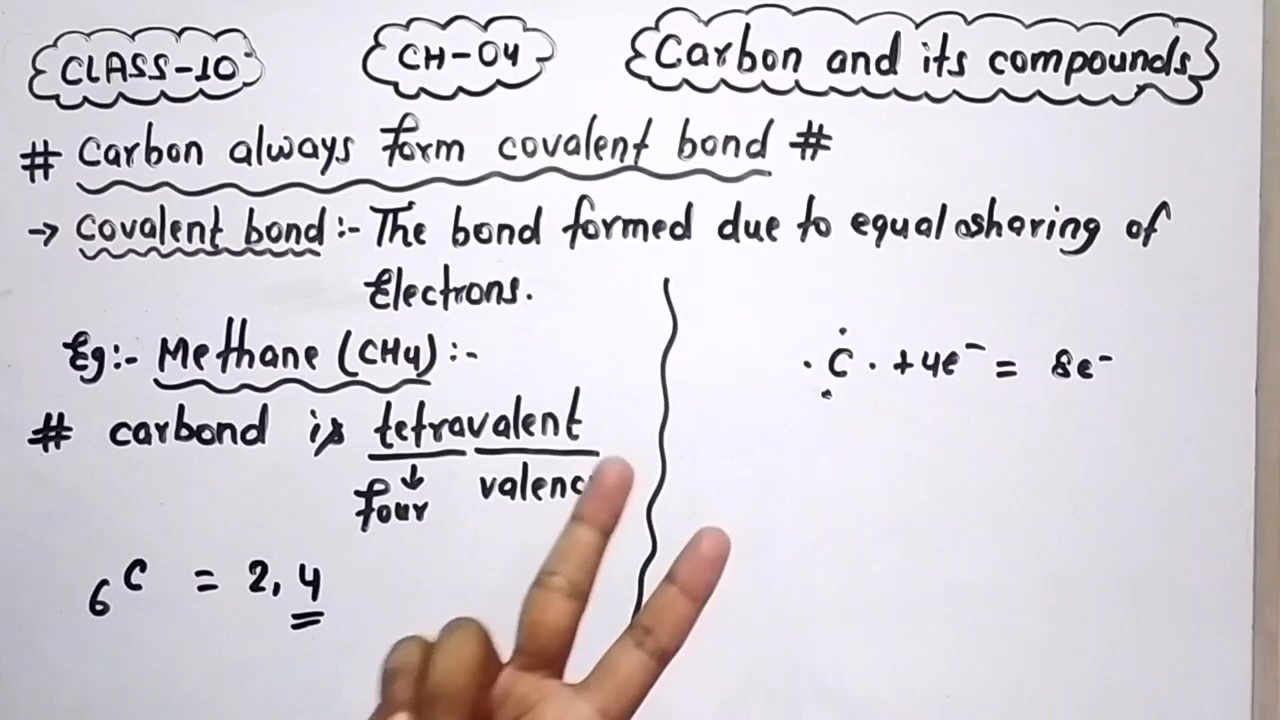 CLASS-10 CH-04 Carbon and its compounds
# Carbon always form covalent bond #
→ Covalent bond :- The bond formed due to equal sharing of
Electrons.
Eg:- Methane (CH4) :-
# carbond is tetravalent
↓
four
6C = 2, 4
·C· + 4e⁻ = 8e⁻